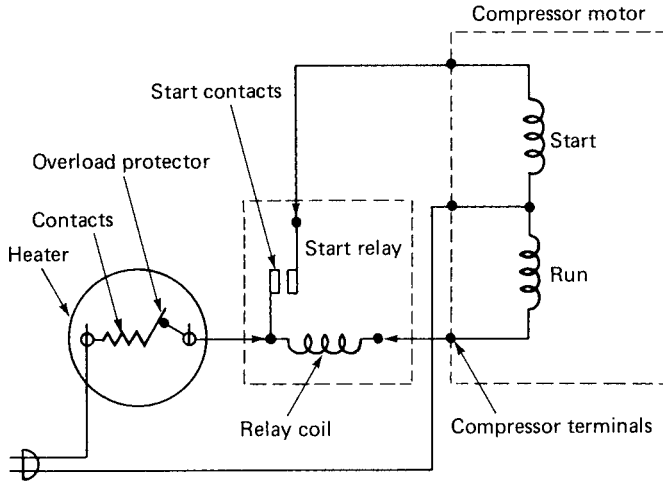 Compressor motor
Start contacts
Overload protector
Start
Contacts
Start relay
Heater
Run
Relay coil
Compressor terminals